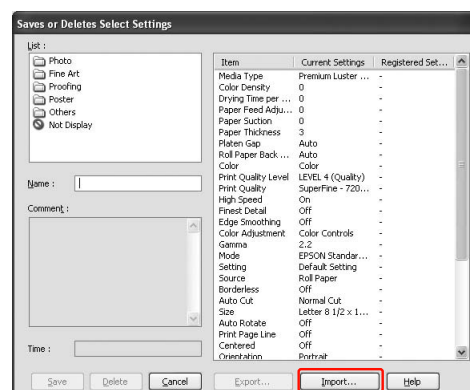 Saves or Deletes Select Settings
List :
Photo
Fine Art
Proofing
Poster
Others
Not Display
Name :
Comment :
Time :
Item Current Settings Registered Set...
Media Type Premium Luster ... -
Color Density 0 -
Drying Time per ... 0 -
Paper Feed Adju... 0 -
Paper Suction 0 -
Paper Thickness 3 -
Platen Gap Auto -
Roll Paper Back ... Auto -
Color Color -
Print Quality Level LEVEL 4 (Quality) -
Print Quality SuperFine - 720... -
High Speed On -
Finest Detail Off -
Edge Smoothing Off -
Color Adjustment Color Controls -
Gamma 2.2 -
Mode EPSON Standar... -
Setting Default Setting -
Source Roll Paper -
Borderless Off -
Auto Cut Normal Cut -
Size Letter 8 1/2 x 1... -
Auto Rotate Off -
Print Page Line Off -
Centered Off -
Orientation Portrait -
Save Delete Cancel Export... Import... Help